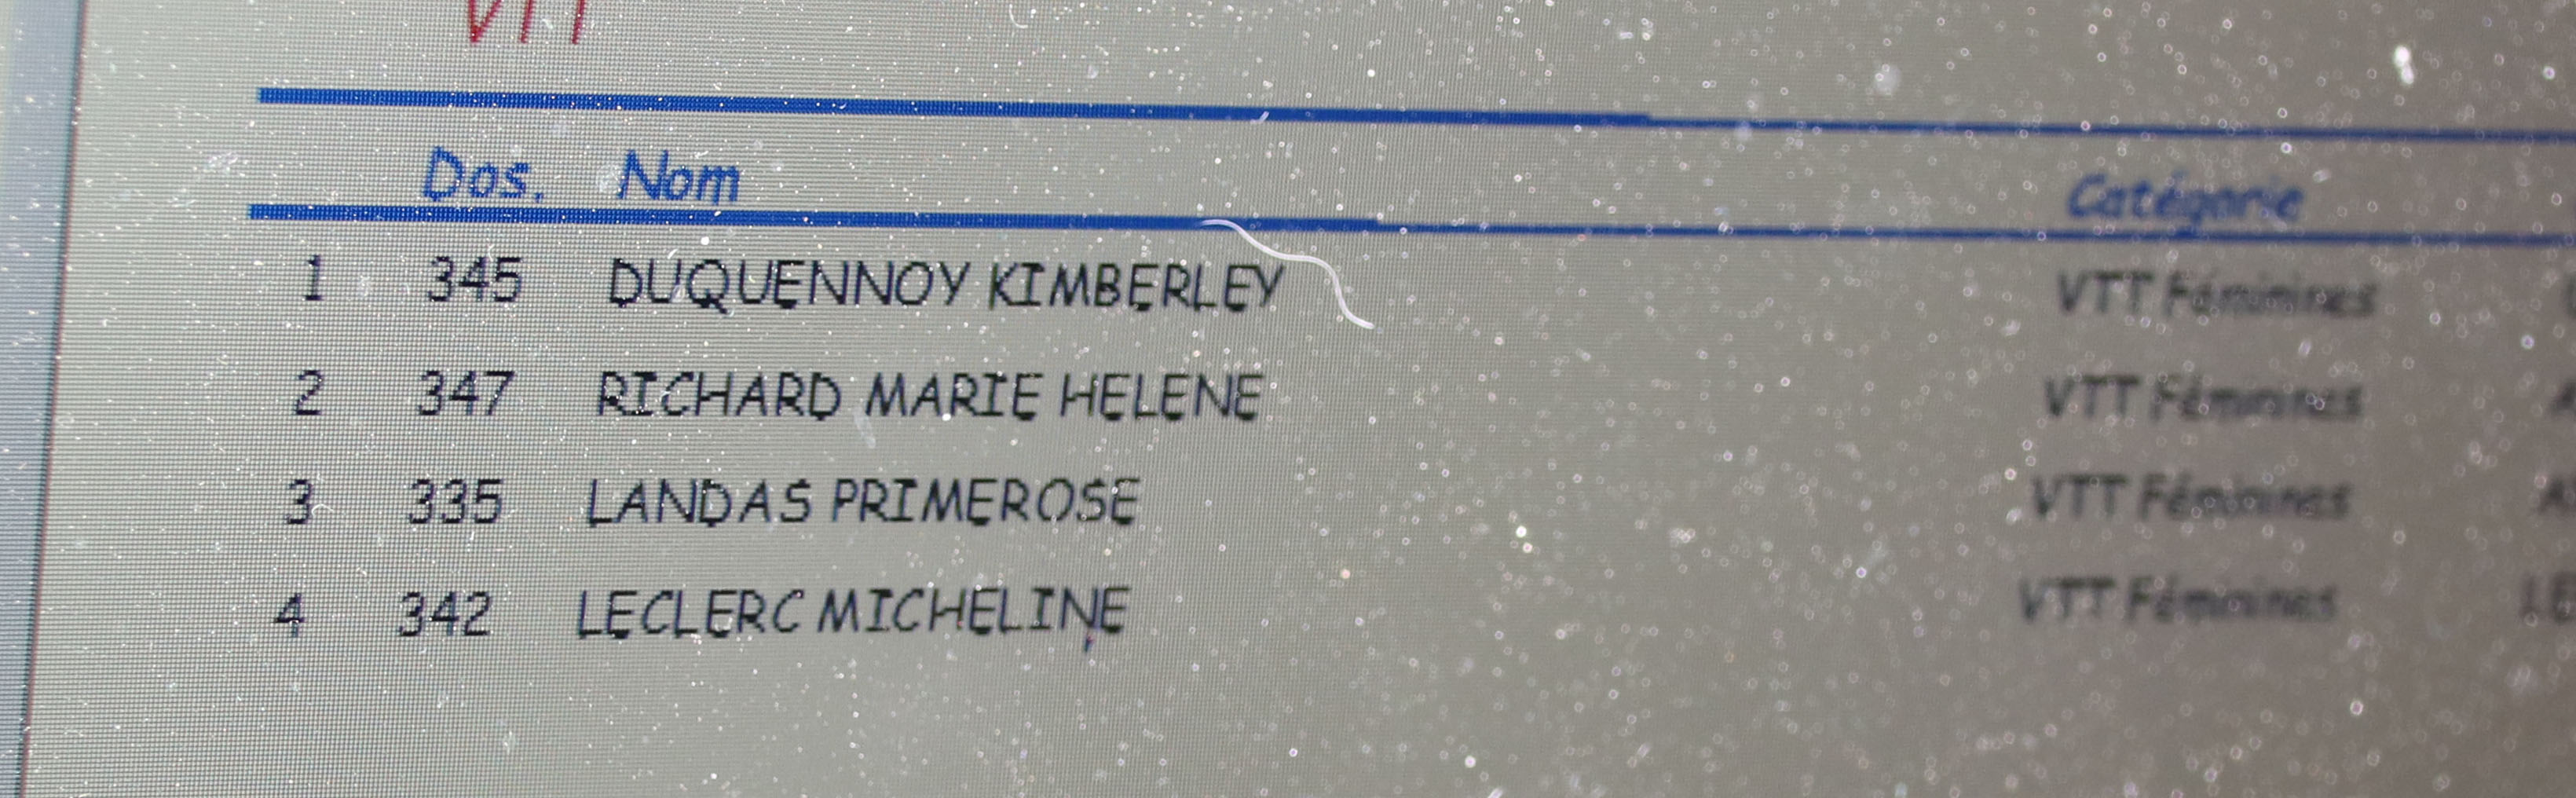 VTT
Dos. Nom Catégorie
1 345 DUQUENNOY KIMBERLEY VTT Féminines
2 347 RICHARD MARIE HELENE VTT Féminines
3 335 LANDAS PRIMEROSE VTT Féminines
4 342 LECLERC MICHELINE VTT Féminines